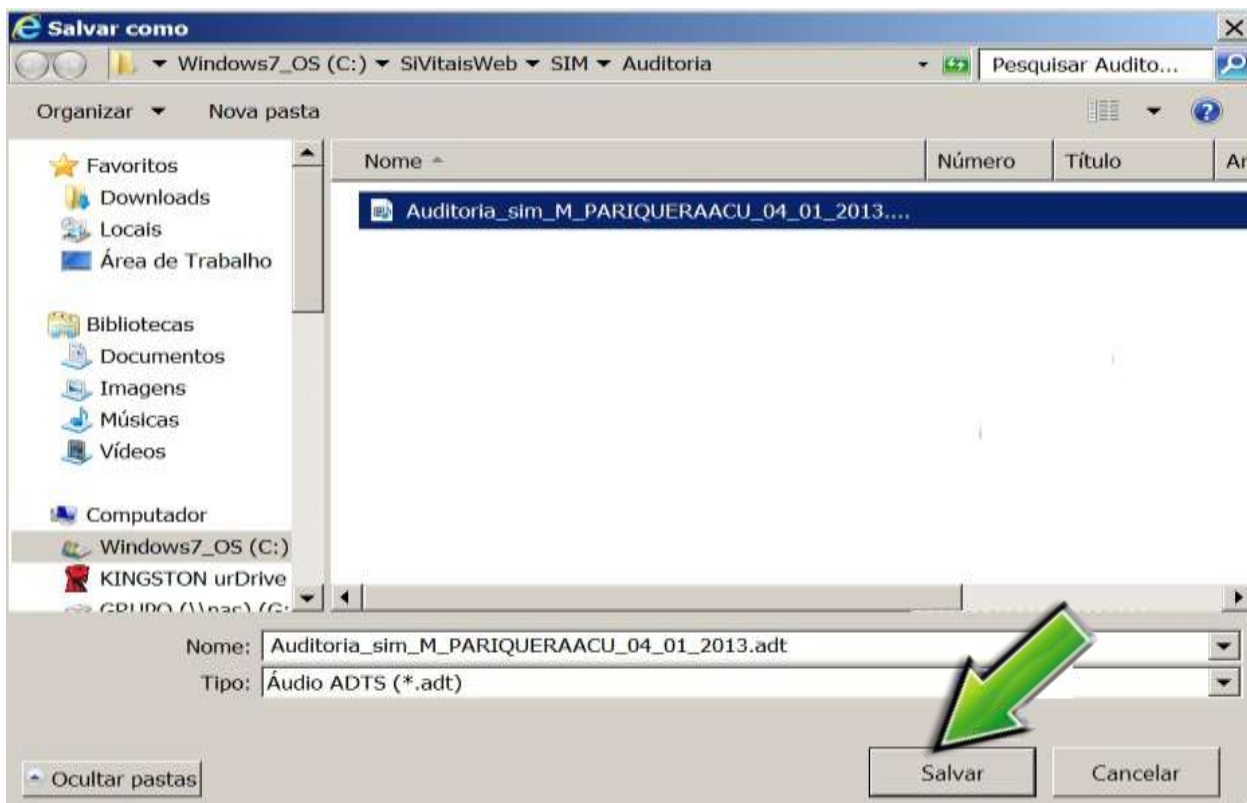 Salvar como
Windows7_OS (C:) SiVitaisWeb SIM Auditoria Pesquisar Audito...
Organizar Nova pasta
Nome Número Título
Favoritos
Downloads
Locais
Área de Trabalho
Bibliotecas
Documentos
Imagens
Músicas
Vídeos
Computador
Windows7_OS (C:)
KINGSTON urDrive
GRUPO (\\nas) (G:
Auditoria_sim_M_PARIQUERAACU_04_01_2013....
Nome: Auditoria_sim_M_PARIQUERAACU_04_01_2013.adt
Tipo: Áudio ADTS (*.adt)
Ocultar pastas Salvar Cancelar